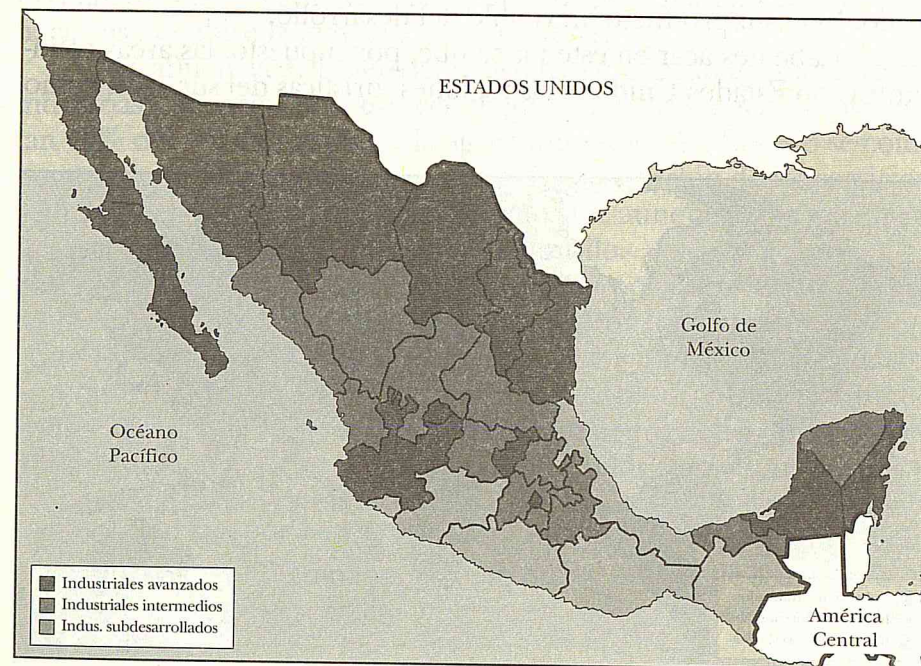 ESTADOS UNIDOS
Golfo de
México
Océano
Pacífico
Industriales avanzados
Industriales intermedios
Indus. subdesarrollados
América
Central